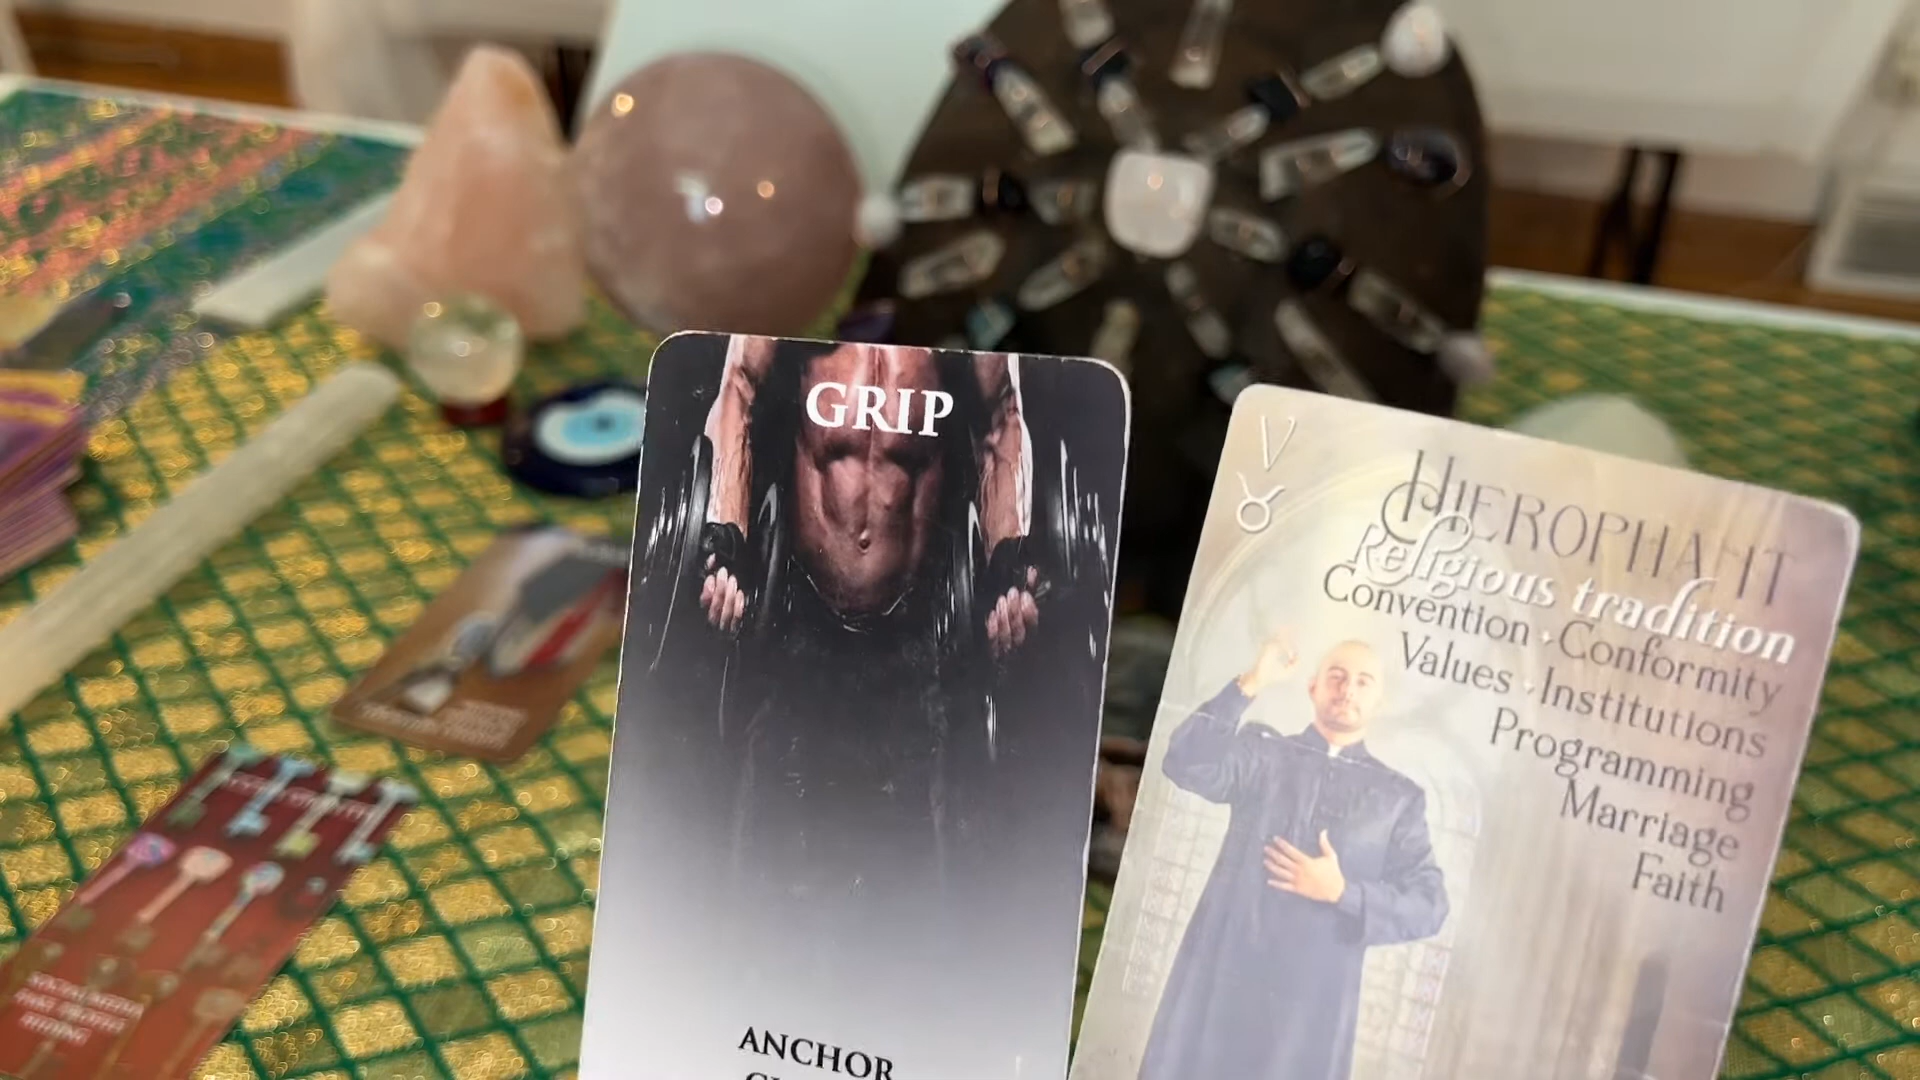 GRIP
ANCHOR
V
HIEROPHANT
Religious tradition
Convention · Conformity
Values · Institutions
Programming
Marriage
Faith